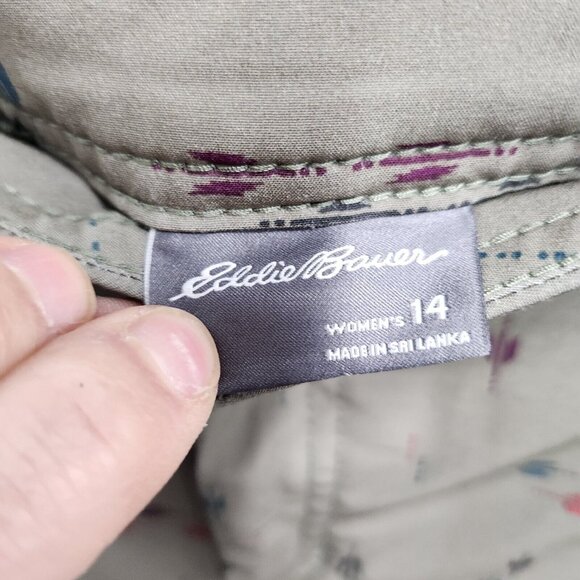 Eddie Bauer
WOMEN'S 14
MADE IN SRI LANKA